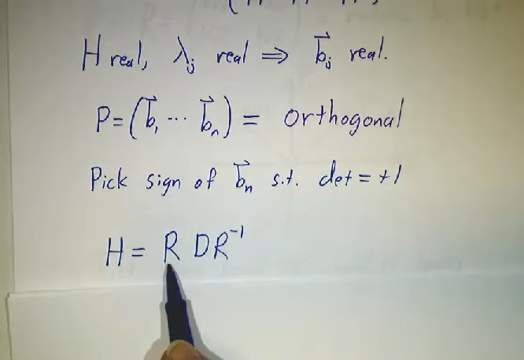 H real, λⱼ real ⟹ b⃗ⱼ real.
P = (b⃗₁ ⋯ b⃗ₙ) = Orthogonal
Pick sign of b⃗ₙ s.t. det = +1
H = R D R⁻¹